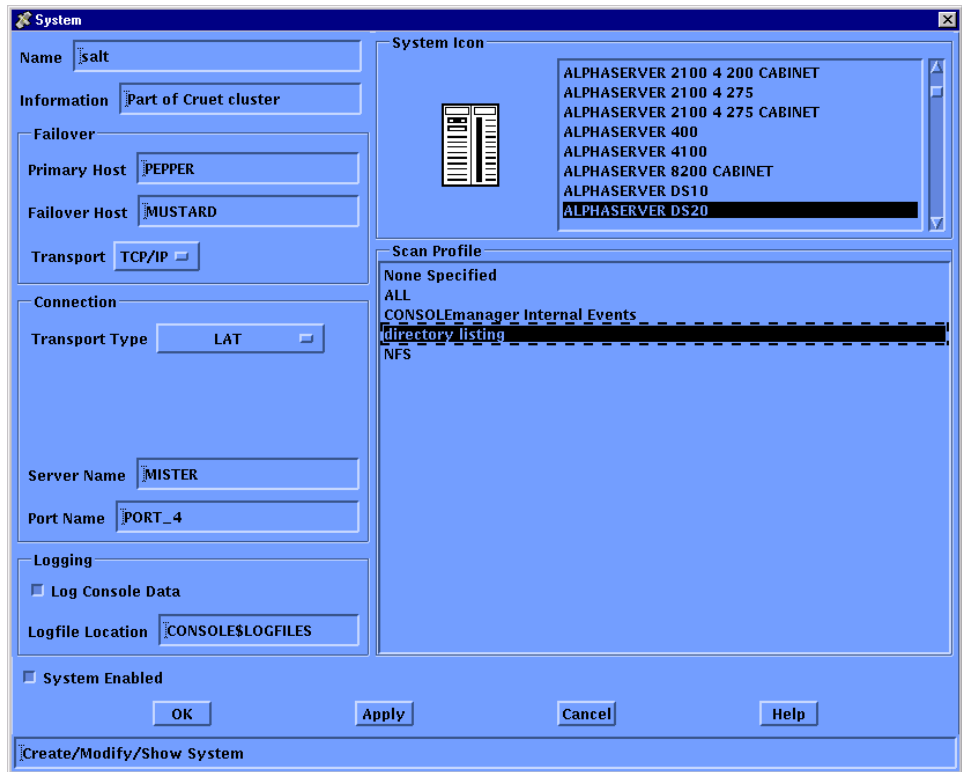 System
Name salt
Information Part of Cruet cluster
Failover
Primary Host PEPPER
Failover Host MUSTARD
Transport TCP/IP
Connection
Transport Type LAT
Server Name MISTER
Port Name PORT_4
Logging
Log Console Data
Logfile Location CONSOLE$LOGFILES
System Icon
ALPHASERVER 2100 4 200 CABINET
ALPHASERVER 2100 4 275
ALPHASERVER 2100 4 275 CABINET
ALPHASERVER 400
ALPHASERVER 4100
ALPHASERVER 8200 CABINET
ALPHASERVER DS10
ALPHASERVER DS20
Scan Profile
None Specified
ALL
CONSOLEmanager Internal Events
directory listing
NFS
System Enabled
OK Apply Cancel Help
Create/Modify/Show System